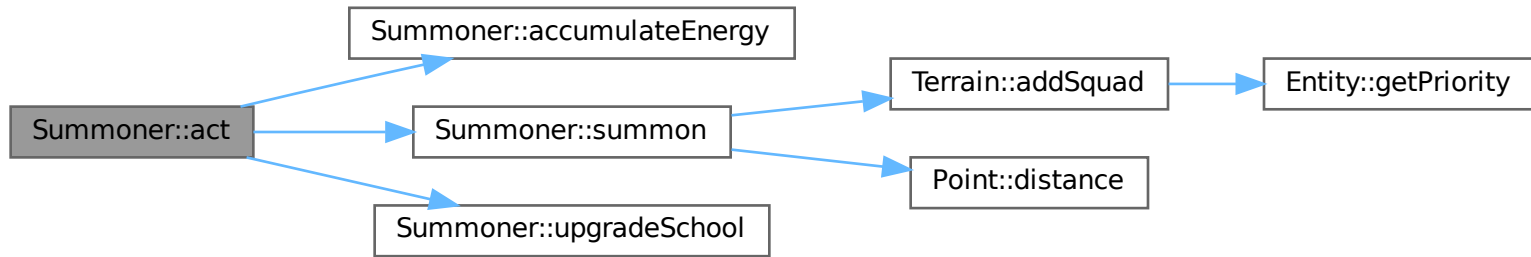 Summoner::accumulateEnergy
Terrain::addSquad
Entity::getPriority
Summoner::act
Summoner::summon
Point::distance
Summoner::upgradeSchool